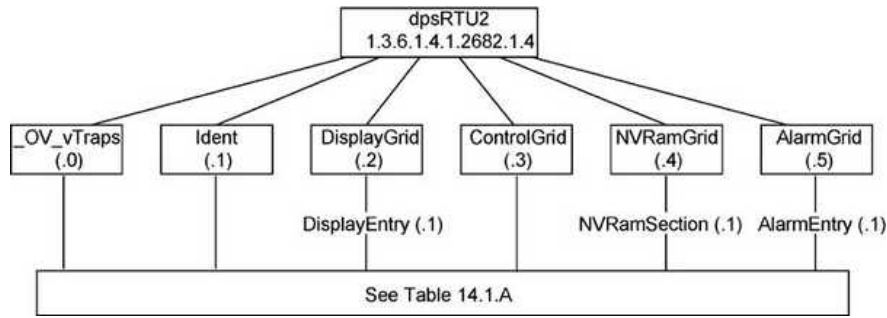 dpsRTU2
1.3.6.1.4.1.2682.1.4
_OV_vTraps
(.0)
Ident
(.1)
DisplayGrid
(.2)
ControlGrid
(.3)
NVRamGrid
(.4)
AlarmGrid
(.5)
DisplayEntry (.1)
NVRamSection (.1)
AlarmEntry (.1)
See Table 14.1.A